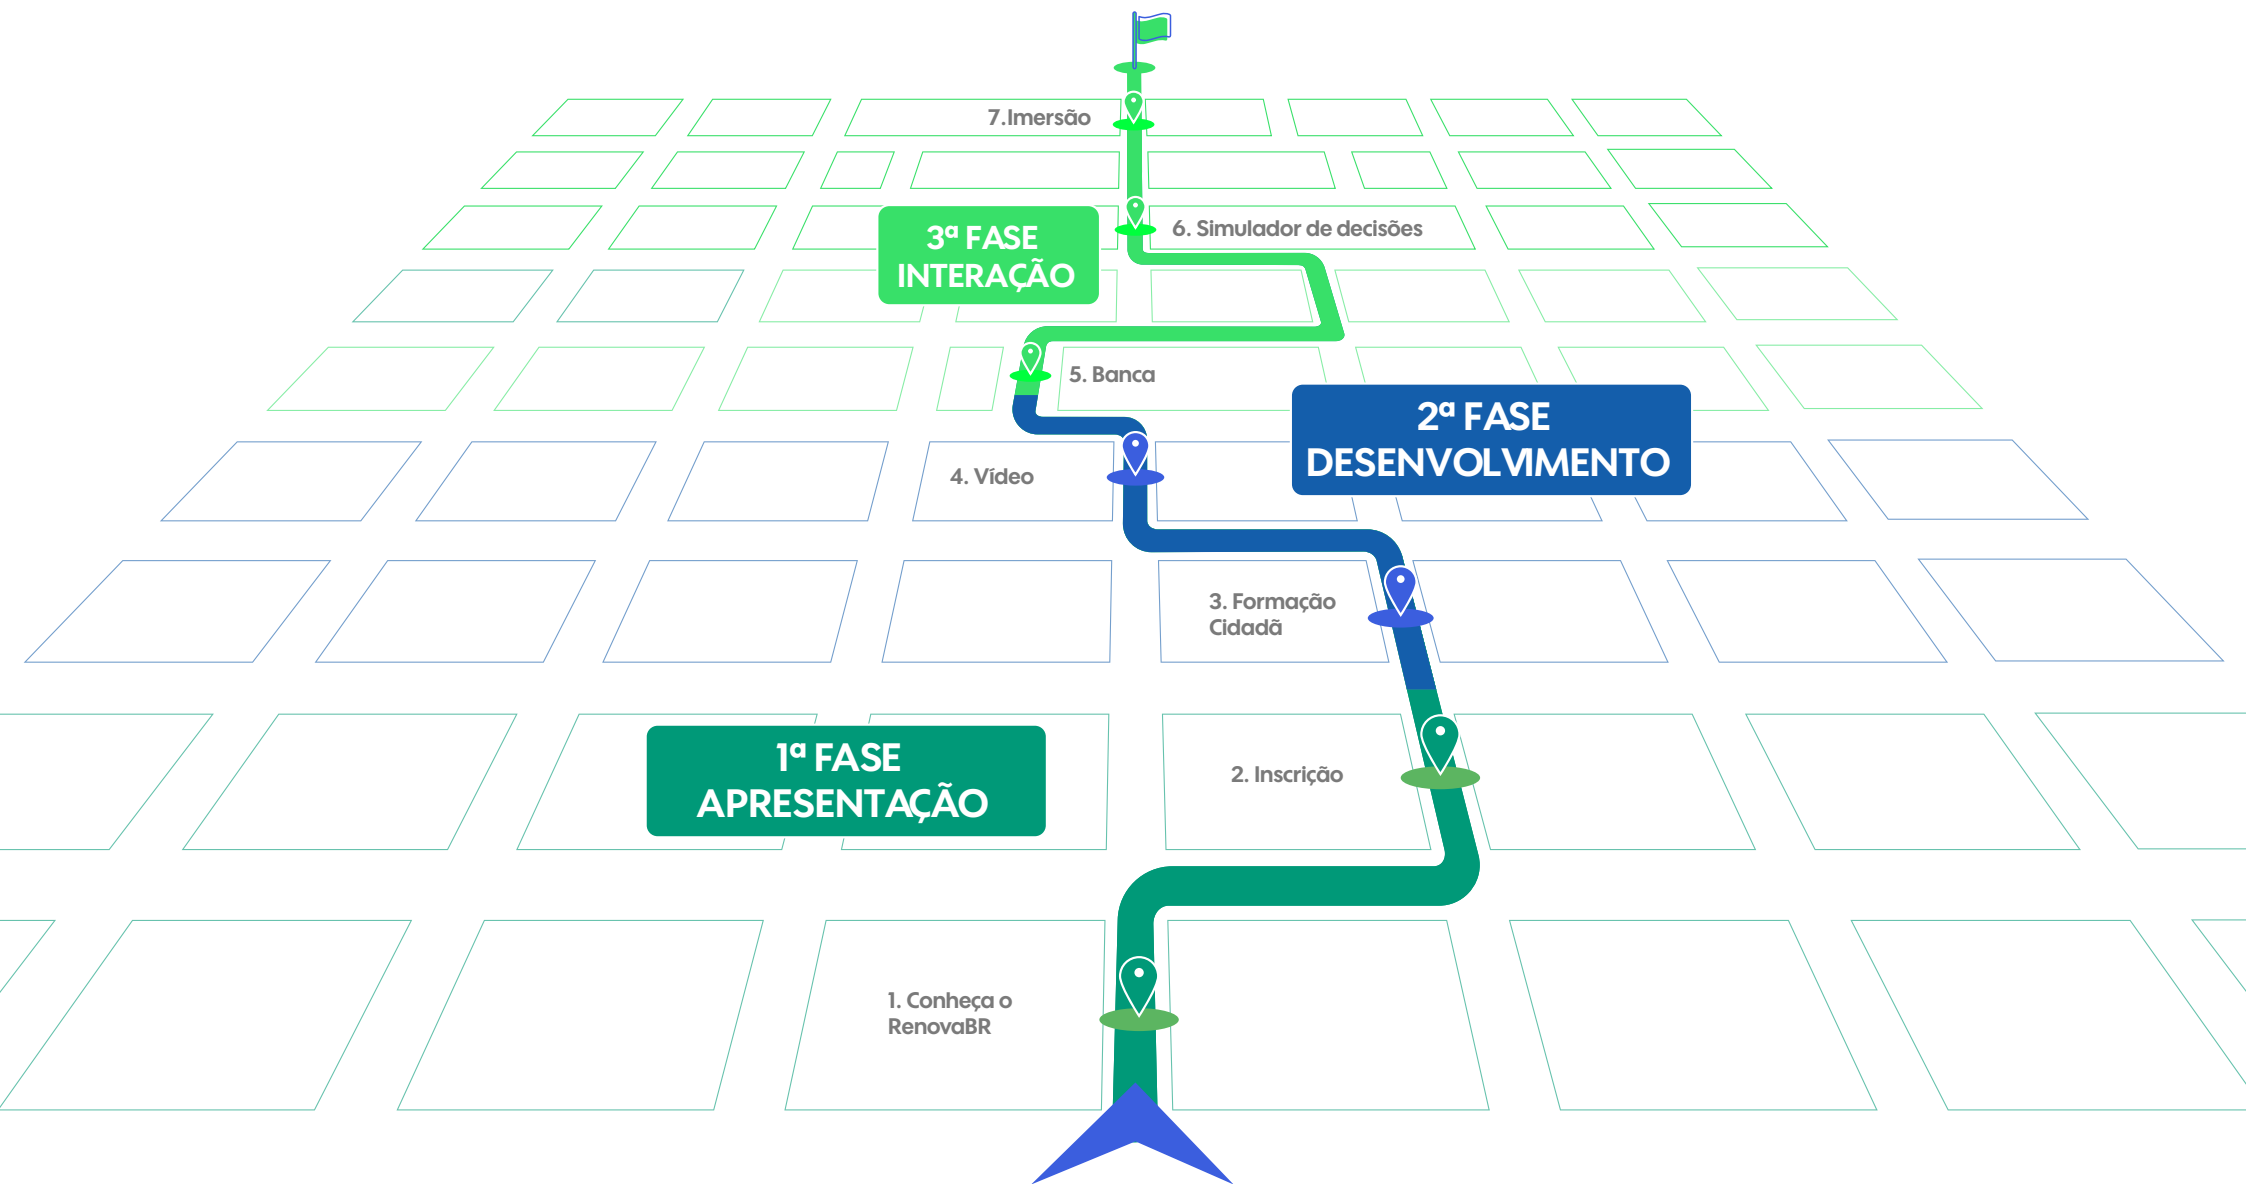 7.Imersão
3ª FASE
INTERAÇÃO
6. Simulador de decisões
5. Banca
2ª FASE
DESENVOLVIMENTO
4. Vídeo
3. Formação
Cidadã
1ª FASE
APRESENTAÇÃO
2. Inscrição
1. Conheça o
RenovaBR